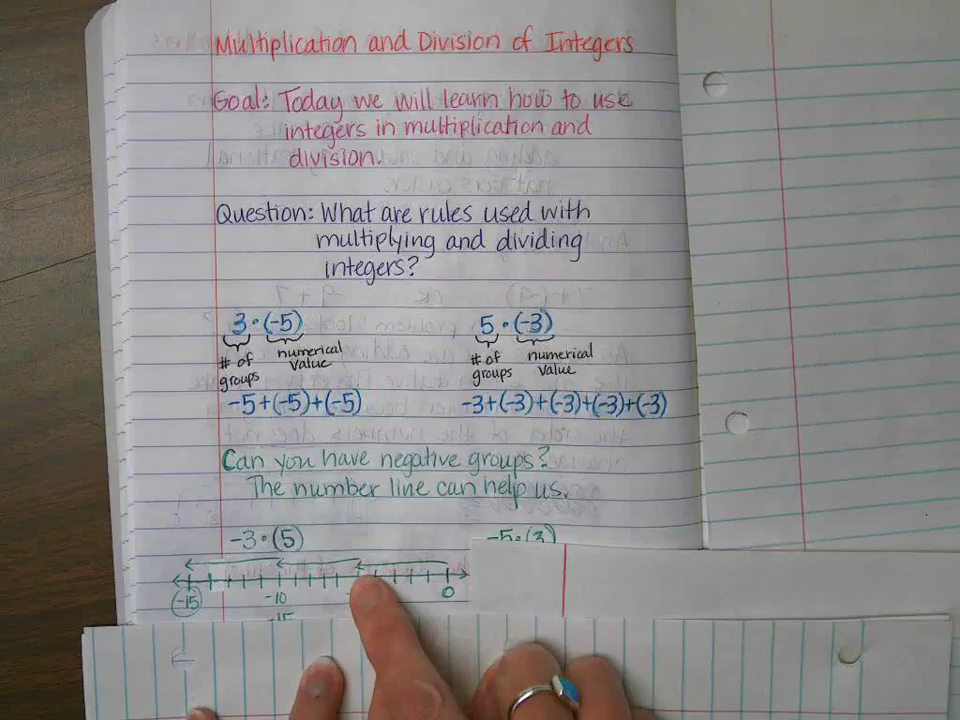 Multiplication and Division of Integers
Goal: Today we will learn how to use
integers in multiplication and
division.
Question: What are rules used with
multiplying and dividing
integers?
3 · (-5) 5 · (-3)
# of groups numerical value # of groups numerical value
-5+(-5)+(-5) -3+(-3)+(-3)+(-3)+(-3)
Can you have negative groups?
The number line can help us.
-3 · (5) -5 · (3)
-15 -10 0
-15